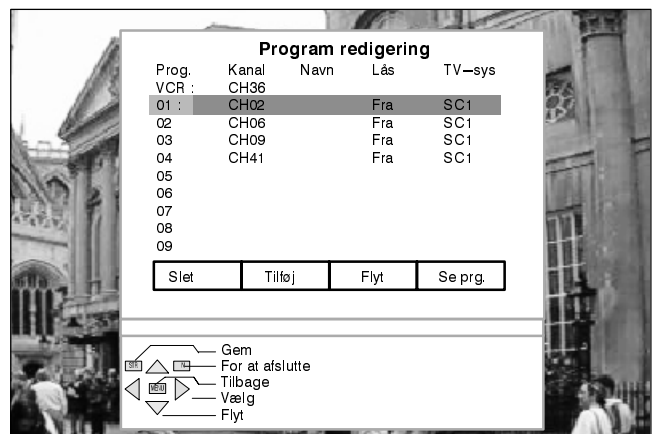 Program redigering
Prog. Kanal Navn Lås TV–sys
VCR : CH36
01 : CH02 Fra SC1
02 CH06 Fra SC1
03 CH09 Fra SC1
04 CH41 Fra SC1
05
06
07
08
09
Slet Tilføj Flyt Se prg.
Gem
STR N For at afslutte
MENU Tilbage
Vælg
Flyt